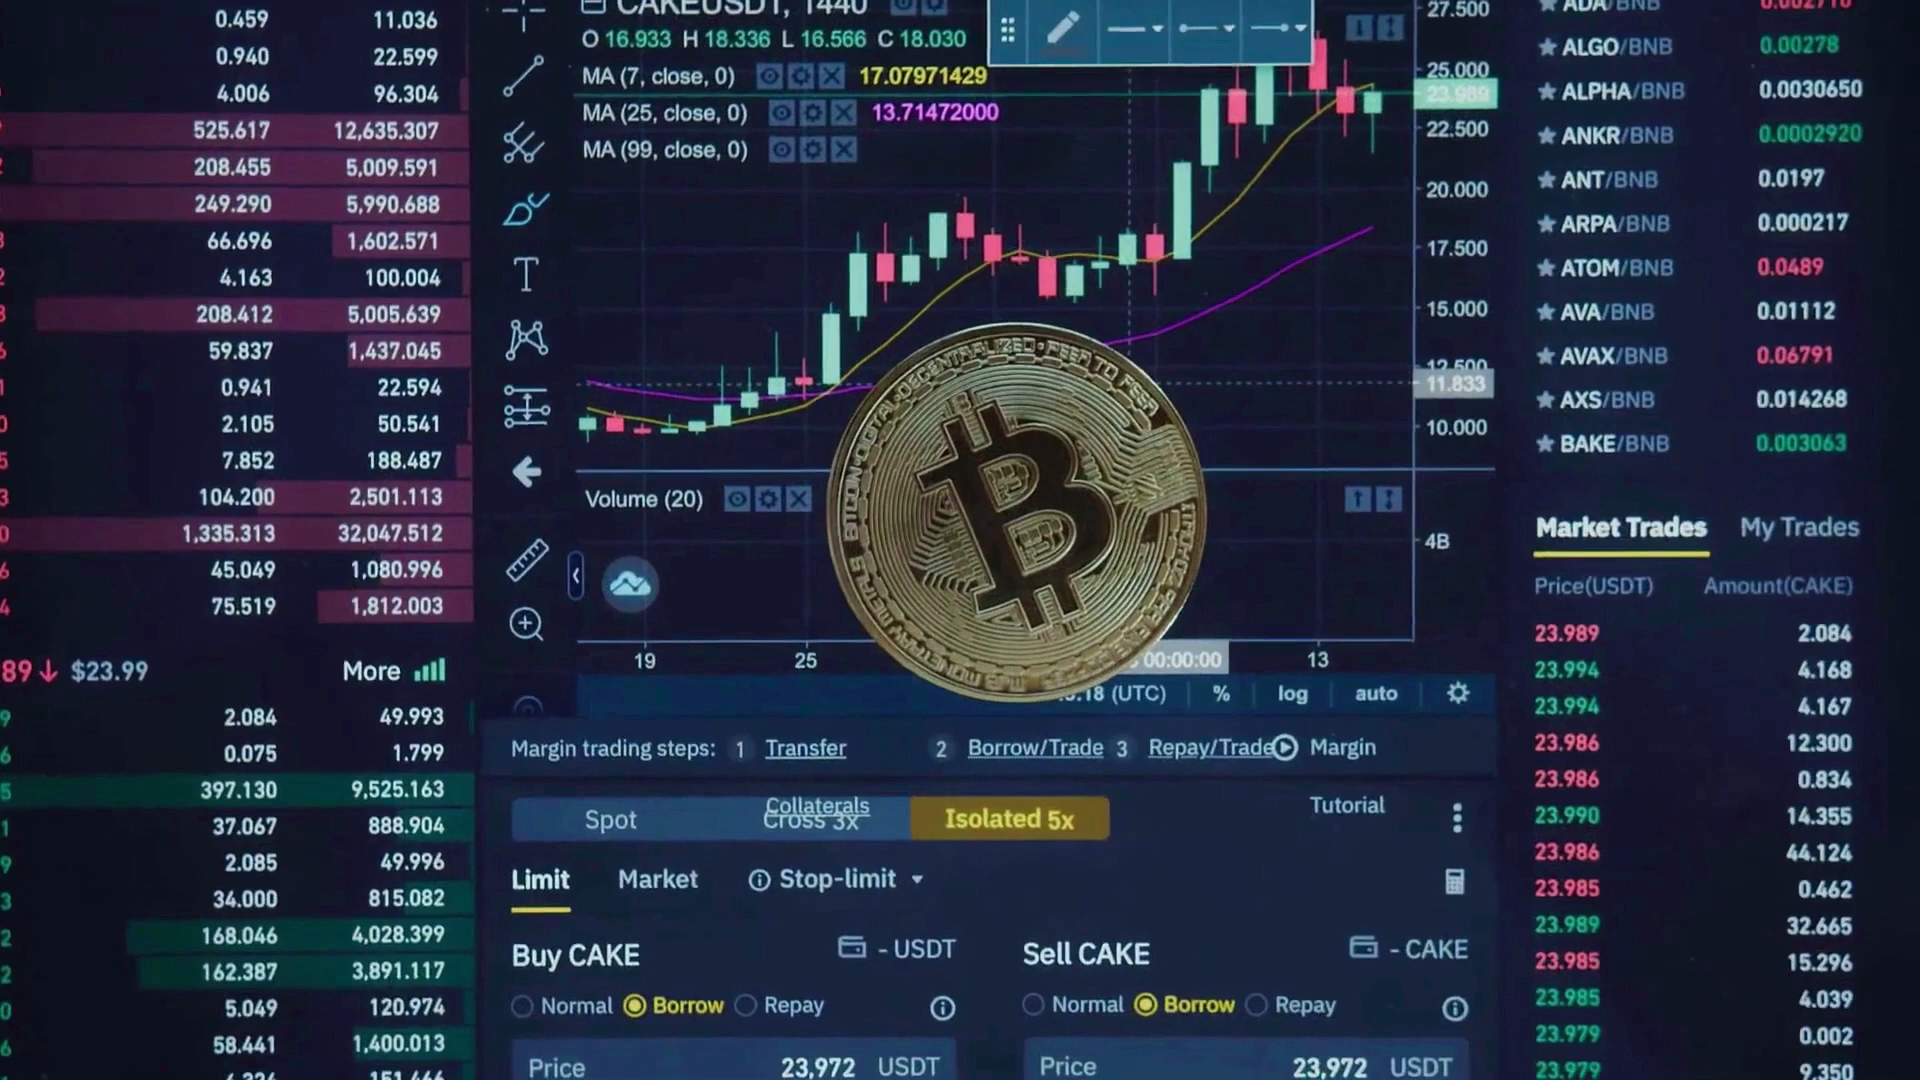 0.459 11.036
0.940 22.599
4.006 96.304
525.617 12,635.307
208.455 5,009.591
249.290 5,990.688
66.696 1,602.571
4.163 100.004
208.412 5,005.639
59.837 1,437.045
0.941 22.594
2.105 50.541
7.852 188.487
104.200 2,501.113
1,335.313 32,047.512
45.049 1,080.996
75.519 1,812.003
89 ↓ $23.99 More
2.084 49.993
0.075 1.799
397.130 9,525.163
37.067 888.904
2.085 49.996
34.000 815.082
168.046 4,028.399
162.387 3,891.117
5.049 120.974
58.441 1,400.013
CAKEUSDT, 1440
O 16.933 H 18.336 L 16.566 C 18.030
MA (7, close, 0) 17.07971429
MA (25, close, 0) 13.71472000
MA (99, close, 0)
27.500
25.000
23.989
22.500
20.000
17.500
15.000
12.500
11.833
10.000
Volume (20)
4B
19 25 00:00:00 13
18 (UTC) % log auto
BITCOIN DIGITAL DECENTRALIZED PEER TO PEER
Margin trading steps: 1 Transfer 2 Borrow/Trade 3 Repay/Trade Margin
Collaterals Tutorial
Spot Cross 3x Isolated 5x
Limit Market Stop-limit
Buy CAKE - USDT Sell CAKE - CAKE
Normal Borrow Repay Normal Borrow Repay
Price 23,972 USDT Price 23,972 USDT
ADA/BNB 0.002710
ALGO/BNB 0.00278
ALPHA/BNB 0.0030650
ANKR/BNB 0.0002920
ANT/BNB 0.0197
ARPA/BNB 0.000217
ATOM/BNB 0.0489
AVA/BNB 0.01112
AVAX/BNB 0.06791
AXS/BNB 0.014268
BAKE/BNB 0.003063
Market Trades My Trades
Price(USDT) Amount(CAKE)
23.989 2.084
23.994 4.168
23.994 4.167
23.986 12.300
23.986 0.834
23.990 14.355
23.986 44.124
23.985 0.462
23.989 32.665
23.985 15.296
23.985 4.039
23.979 0.002
23.979 9.350